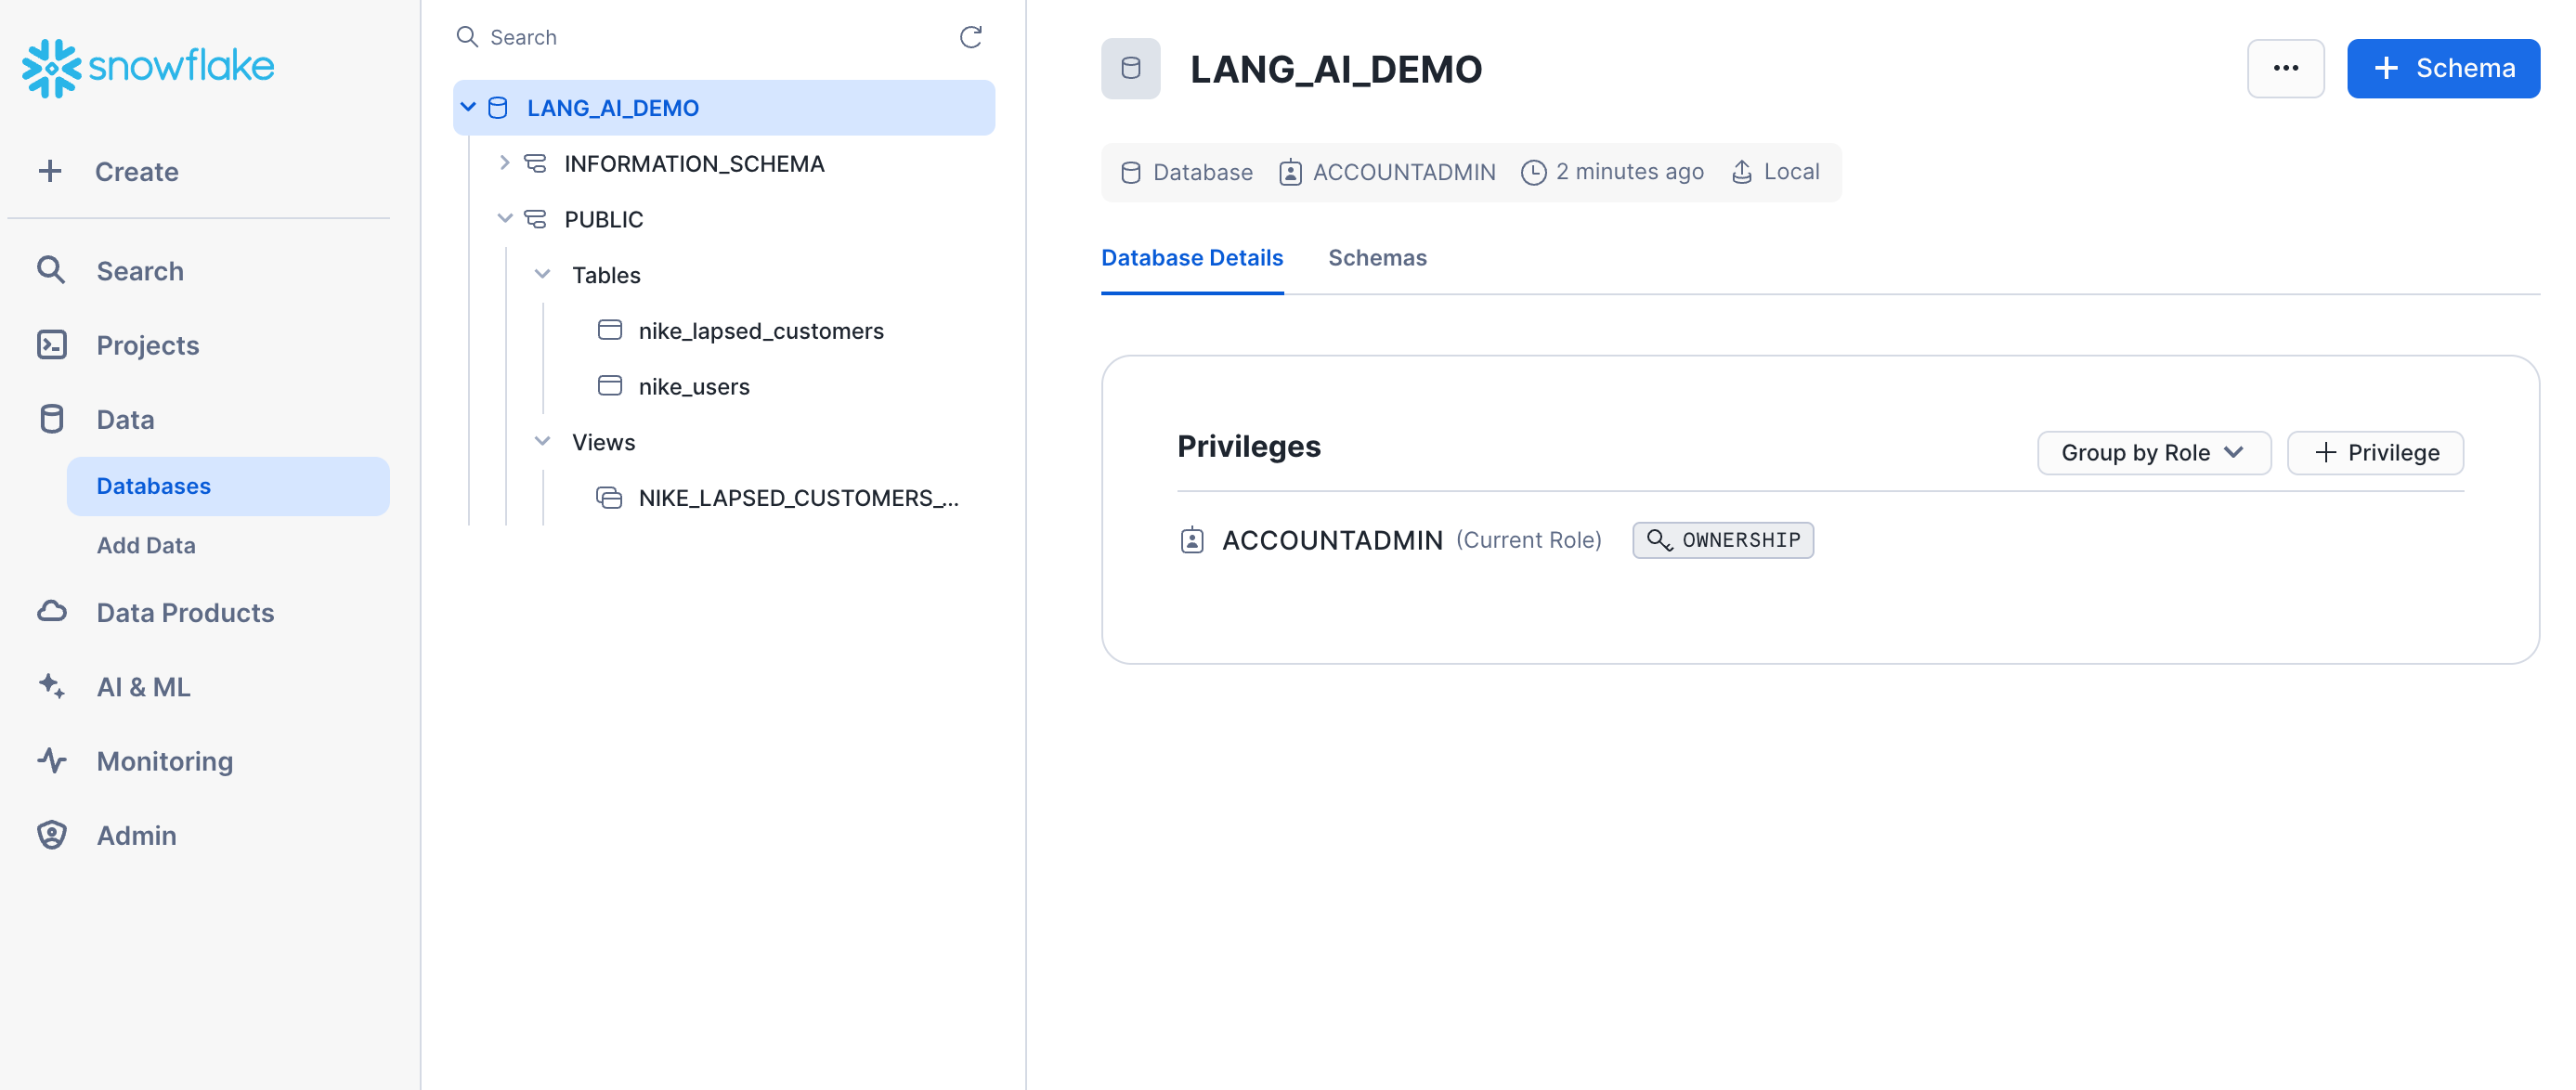 snowflake
Create
Search
Projects
Data
Databases
Add Data
Data Products
AI & ML
Monitoring
Admin
Search
LANG_AI_DEMO
INFORMATION_SCHEMA
PUBLIC
Tables
nike_lapsed_customers
nike_users
Views
NIKE_LAPSED_CUSTOMERS_...
LANG_AI_DEMO
... + Schema
Database ACCOUNTADMIN 2 minutes ago Local
Database Details Schemas
Privileges Group by Role + Privilege
ACCOUNTADMIN (Current Role) OWNERSHIP